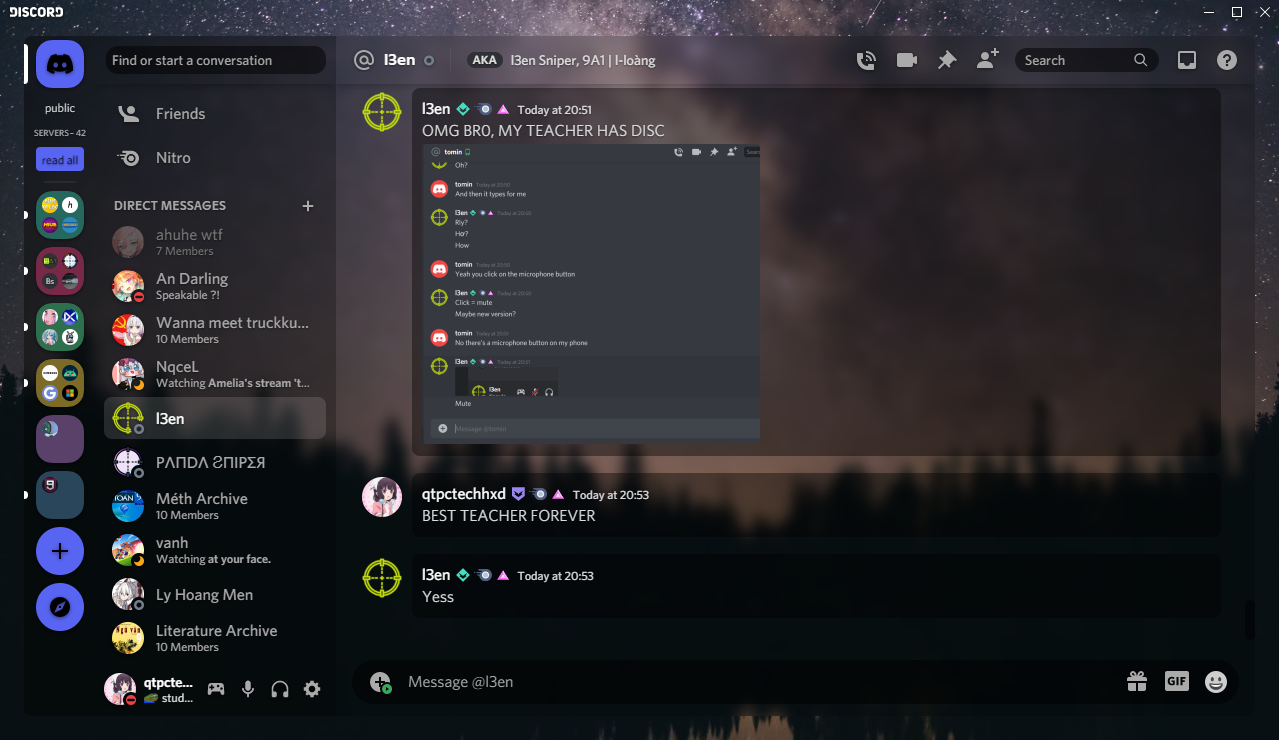 DISCORD
Find or start a conversation
public
SERVERS - 42
read all
Friends
Nitro
DIRECT MESSAGES
ahuhe wtf
7 Members
An Darling
Speakable ?!
Wanna meet truckku...
10 Members
NqceL
Watching Amelia's stream 't...
l3en
PΛПDΛ ƧПIPΣЯ
Méth Archive
10 Members
vanh
Watching at your face.
Ly Hoang Men
Literature Archive
10 Members
qtpcte...
stud...
@ l3en
AKA l3en Sniper, 9A1 | l-loàng
Search
l3en Today at 20:51
OMG BR0, MY TEACHER HAS DISC
@ tomin
Oh?
tomin Today at 20:50
And then it types for me
l3en Today at 20:50
Rly?
Hơ?
How
tomin Today at 20:50
Yeah you click on the microphone button
l3en Today at 20:50
Click = mute
Maybe new version?
tomin Today at 20:51
No there's a microphone button on my phone
l3en Today at 20:51
l3en
Mute
Message @tomin
qtpctechhxd Today at 20:53
BEST TEACHER FOREVER
l3en Today at 20:53
Yess
Message @l3en
GIF